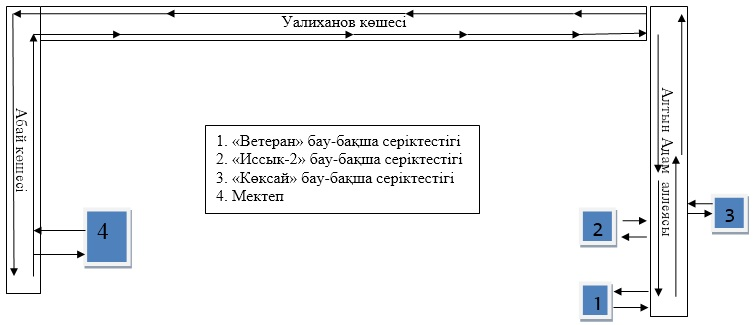 Уалиханов көшесі
Абай көшесі
Алтын Адам аллеясы
1. «Ветеран» бау-бақша серіктестігі
2. «Иссык-2» бау-бақша серіктестігі
3. «Көксай» бау-бақша серіктестігі
4. Мектеп
4
2
3
1